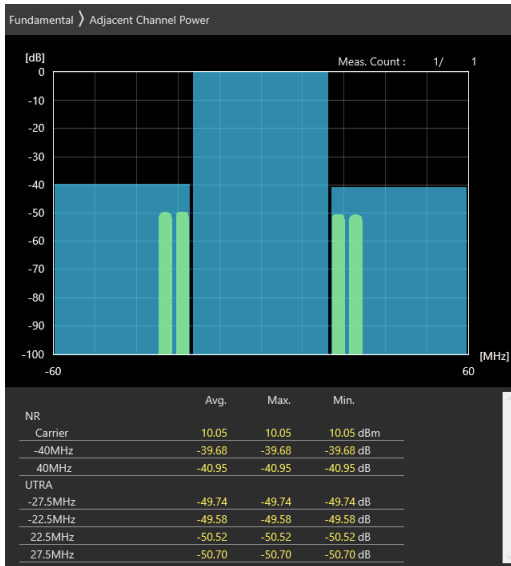 Fundamental ⟩ Adjacent Channel Power
[dB]
Meas. Count : 1/ 1
0
-10
-20
-30
-40
-50
-60
-70
-80
-90
-100
[MHz]
-60 60
Avg. Max. Min.
NR
Carrier 10.05 10.05 10.05 dBm
-40MHz -39.68 -39.68 -39.68 dB
40MHz -40.95 -40.95 -40.95 dB
UTRA
-27.5MHz -49.74 -49.74 -49.74 dB
-22.5MHz -49.58 -49.58 -49.58 dB
22.5MHz -50.52 -50.52 -50.52 dB
27.5MHz -50.70 -50.70 -50.70 dB